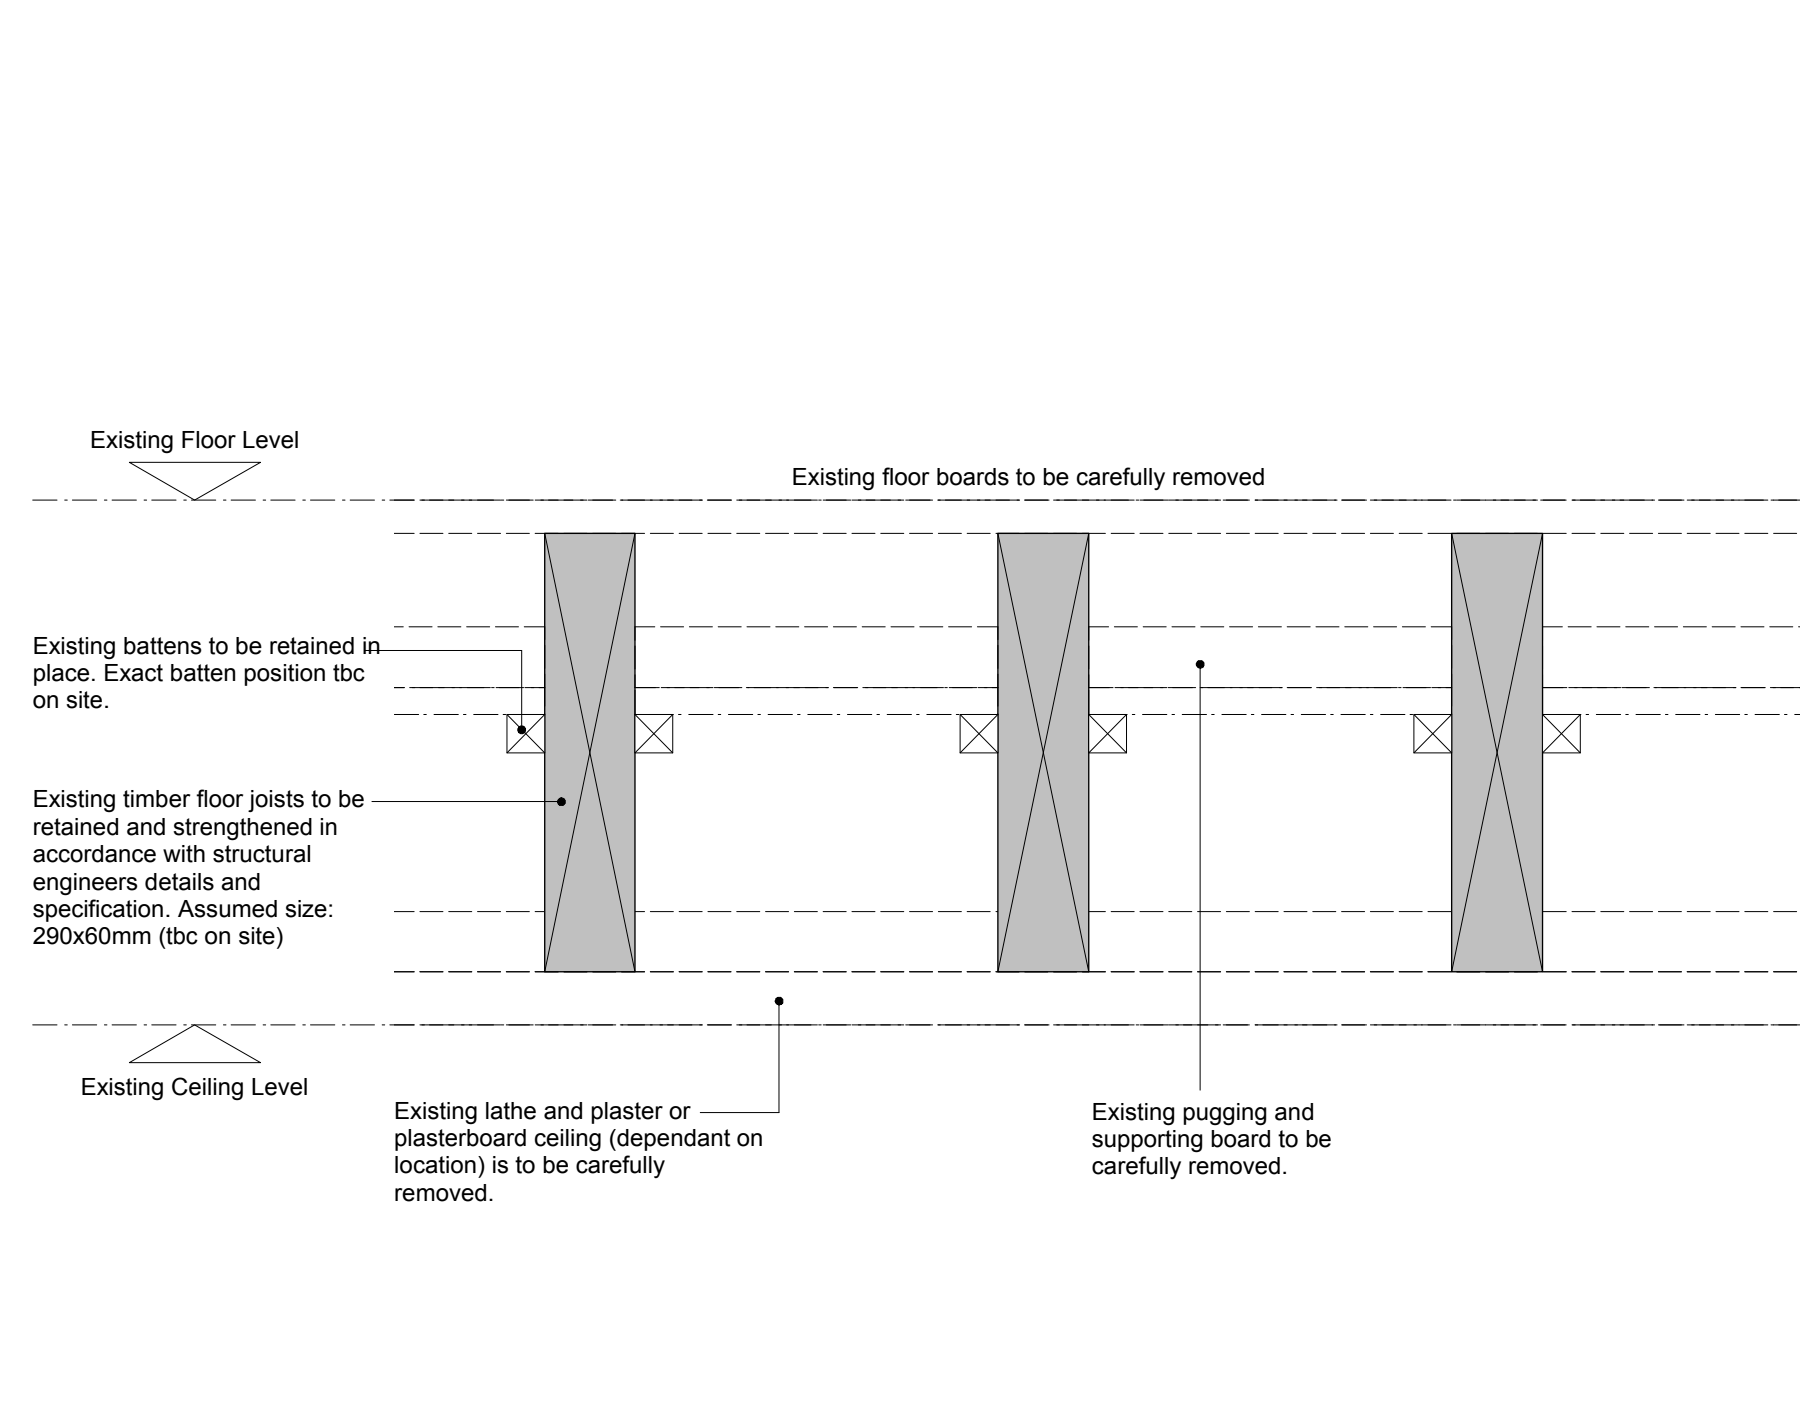 Existing Floor Level
Existing floor boards to be carefully removed
Existing battens to be retained in
place. Exact batten position tbc
on site.
Existing timber floor joists to be
retained and strengthened in
accordance with structural
engineers details and
specification. Assumed size:
290x60mm (tbc on site)
Existing Ceiling Level
Existing lathe and plaster or
plasterboard ceiling (dependant on
location) is to be carefully
removed.
Existing pugging and
supporting board to be
carefully removed.